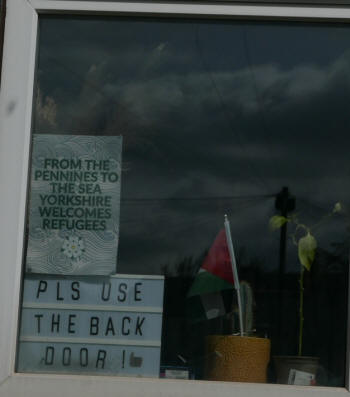 FROM THE
PENNINES TO
THE SEA
YORKSHIRE
WELCOMES
REFUGEES
PLS USE
THE BACK
DOOR!